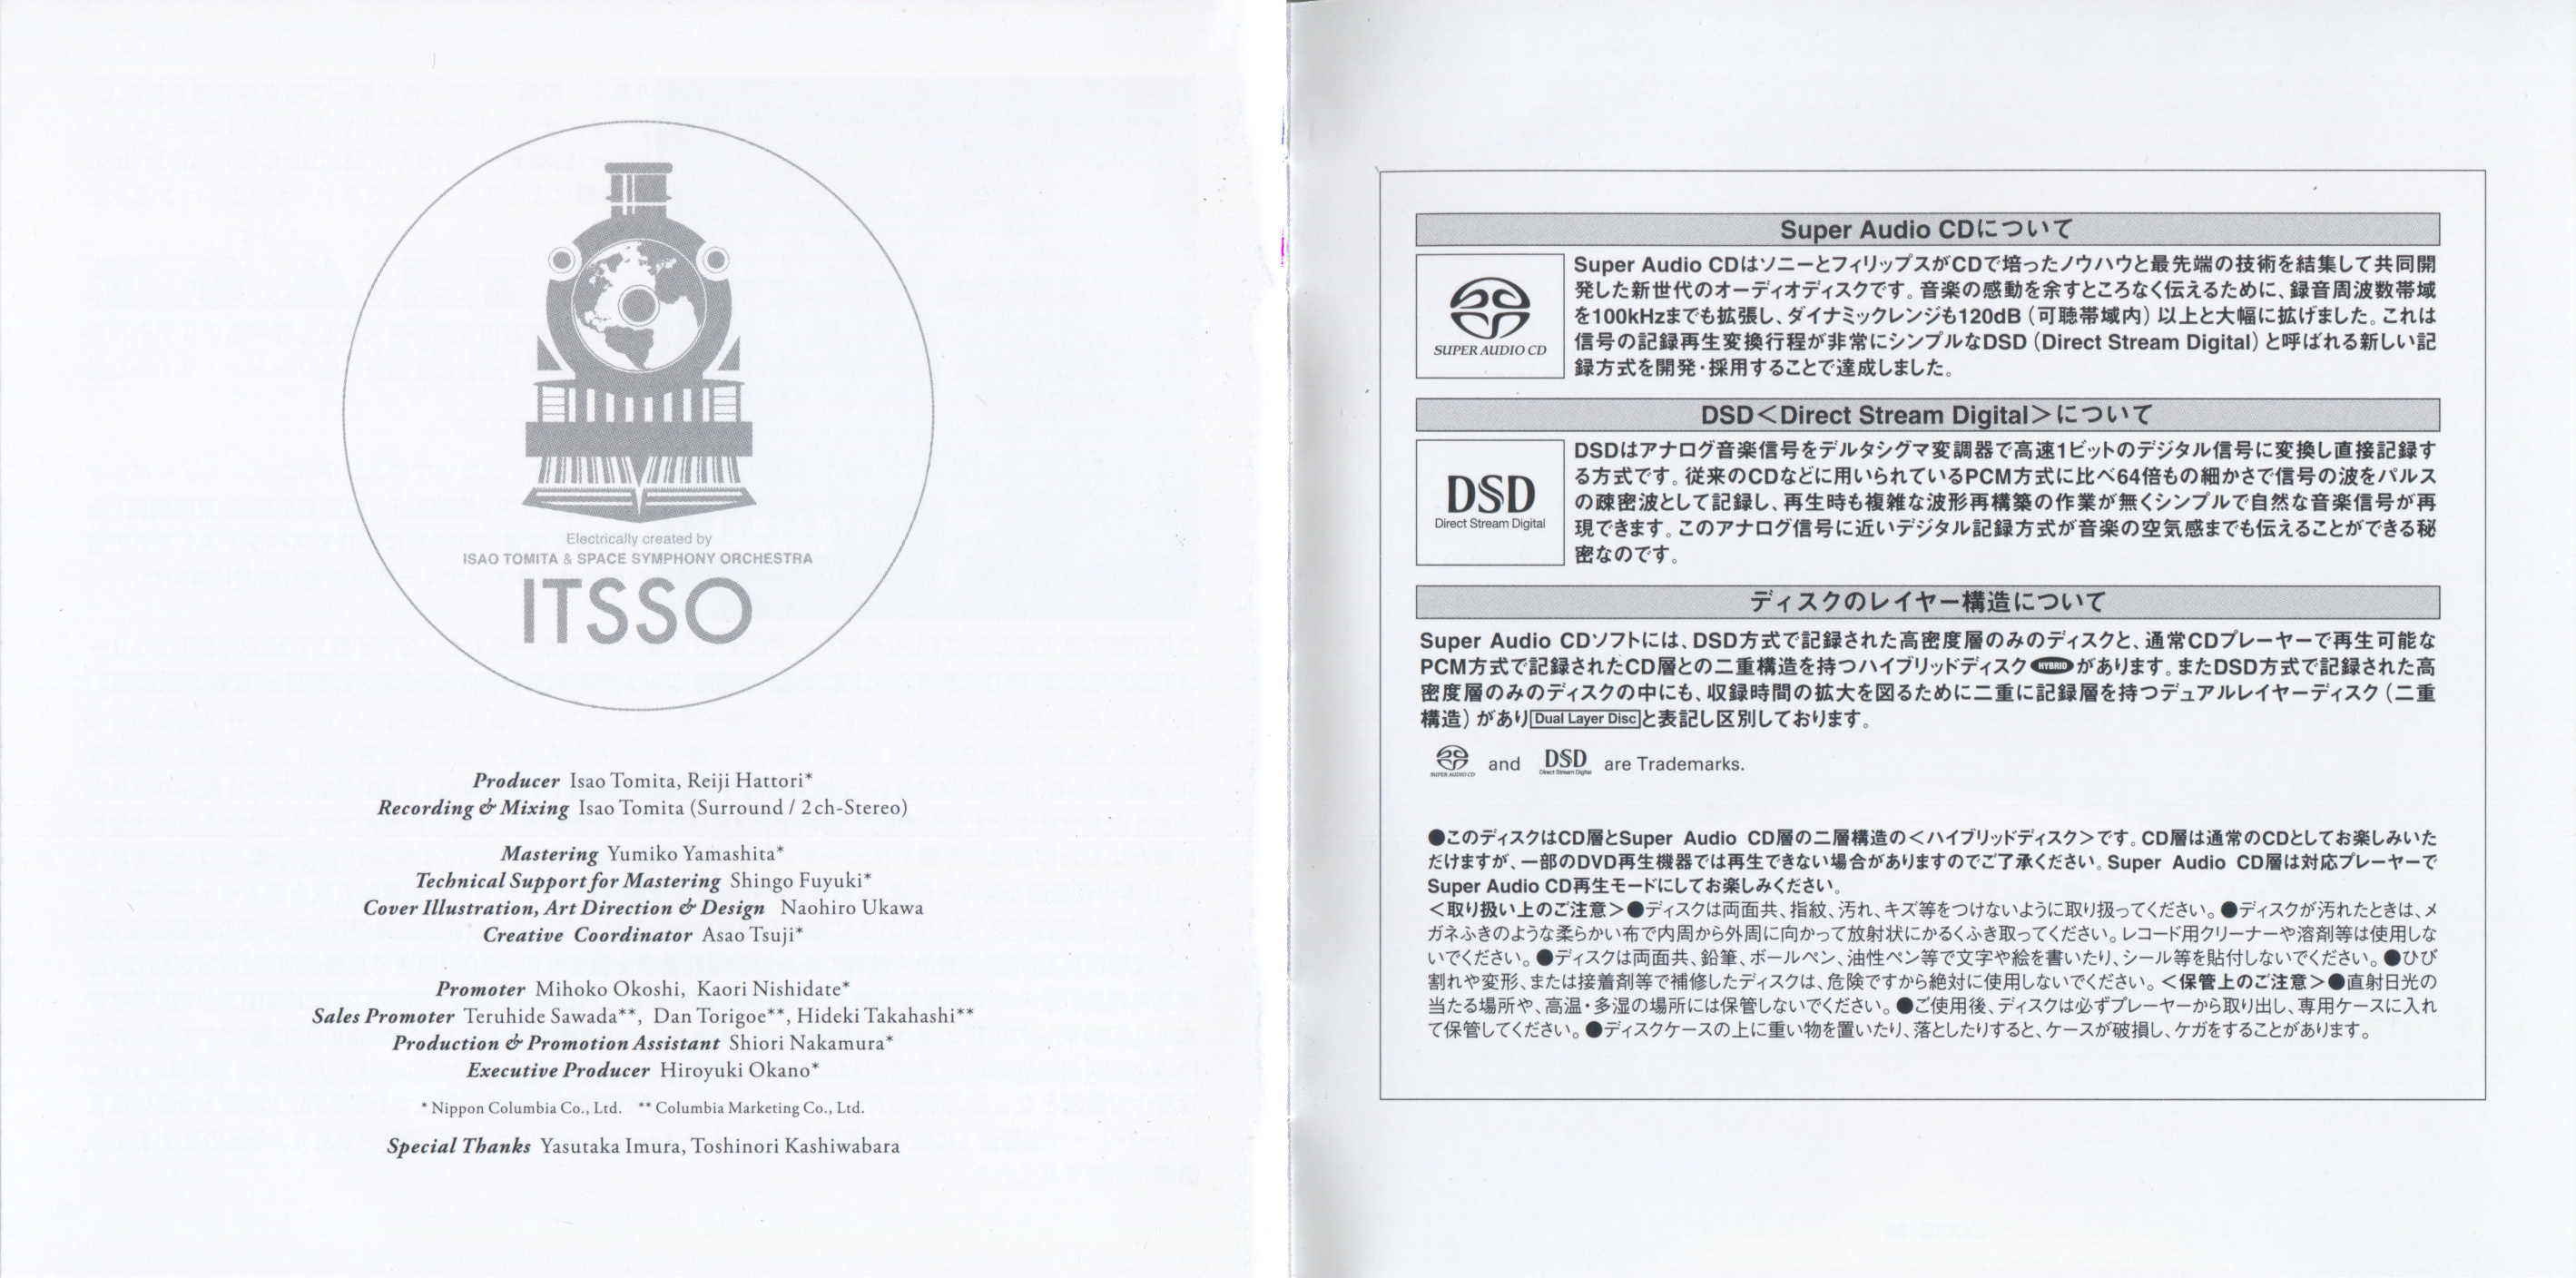 Electrically created by
ISAO TOMITA & SPACE SYMPHONY ORCHESTRA
ITSSO
Producer Isao Tomita, Reiji Hattori*
Recording & Mixing Isao Tomita (Surround / 2ch-Stereo)
Mastering Yumiko Yamashita*
Technical Support for Mastering Shingo Fuyuki*
Cover Illustration, Art Direction & Design Naohiro Ukawa
Creative Coordinator Asao Tsuji*
Promoter Mihoko Okoshi, Kaori Nishidate*
Sales Promoter Teruhide Sawada**, Dan Torigoe**, Hideki Takahashi**
Production & Promotion Assistant Shiori Nakamura*
Executive Producer Hiroyuki Okano*
* Nippon Columbia Co., Ltd. ** Columbia Marketing Co., Ltd.
Special Thanks Yasutaka Imura, Toshinori Kashiwabara
Super Audio CDについて
SUPER AUDIO CD
Super Audio CDはソニーとフィリップスがCDで培ったノウハウと最先端の技術を結集して共同開
発した新世代のオーディオディスクです。音楽の感動を余すところなく伝えるために、録音周波数帯域
を100kHzまでも拡張し、ダイナミックレンジも120dB（可聴帯域内）以上と大幅に拡げました。これは
信号の記録再生変換行程が非常にシンプルなDSD（Direct Stream Digital）と呼ばれる新しい記
録方式を開発・採用することで達成しました。
DSD＜Direct Stream Digital＞について
DSD
Direct Stream Digital
DSDはアナログ音楽信号をデルタシグマ変調器で高速1ビットのデジタル信号に変換し直接記録す
る方式です。従来のCDなどに用いられているPCM方式に比べ64倍もの細かさで信号の波をパルス
の疎密波として記録し、再生時も複雑な波形再構築の作業が無くシンプルで自然な音楽信号が再
現できます。このアナログ信号に近いデジタル記録方式が音楽の空気感までも伝えることができる秘
密なのです。
ディスクのレイヤー構造について
Super Audio CDソフトには、DSD方式で記録された高密度層のみのディスクと、通常CDプレーヤーで再生可能な
PCM方式で記録されたCD層との二重構造を持つハイブリッドディスク HYBRID があります。またDSD方式で記録された高
密度層のみのディスクの中にも、収録時間の拡大を図るために二重に記録層を持つデュアルレイヤーディスク（二重
構造）があり Dual Layer Disc と表記し区別しております。
SUPER AUDIO CD and DSD Direct Stream Digital are Trademarks.
●このディスクはCD層とSuper Audio CD層の二層構造の＜ハイブリッドディスク＞です。CD層は通常のCDとしてお楽しみいた
だけますが、一部のDVD再生機器では再生できない場合がありますのでご了承ください。Super Audio CD層は対応プレーヤーで
Super Audio CD再生モードにしてお楽しみください。
＜取り扱い上のご注意＞●ディスクは両面共、指紋、汚れ、キズ等をつけないように取り扱ってください。●ディスクが汚れたときは、メ
ガネふきのような柔らかい布で内周から外周に向かって放射状にかるくふき取ってください。レコード用クリーナーや溶剤等は使用しな
いでください。●ディスクは両面共、鉛筆、ボールペン、油性ペン等で文字や絵を書いたり、シール等を貼付しないでください。●ひび
割れや変形、または接着剤等で補修したディスクは、危険ですから絶対に使用しないでください。＜保管上のご注意＞●直射日光の
当たる場所や、高温・多湿の場所には保管しないでください。●ご使用後、ディスクは必ずプレーヤーから取り出し、専用ケースに入れ
て保管してください。●ディスクケースの上に重い物を置いたり、落としたりすると、ケースが破損し、ケガをすることがあります。